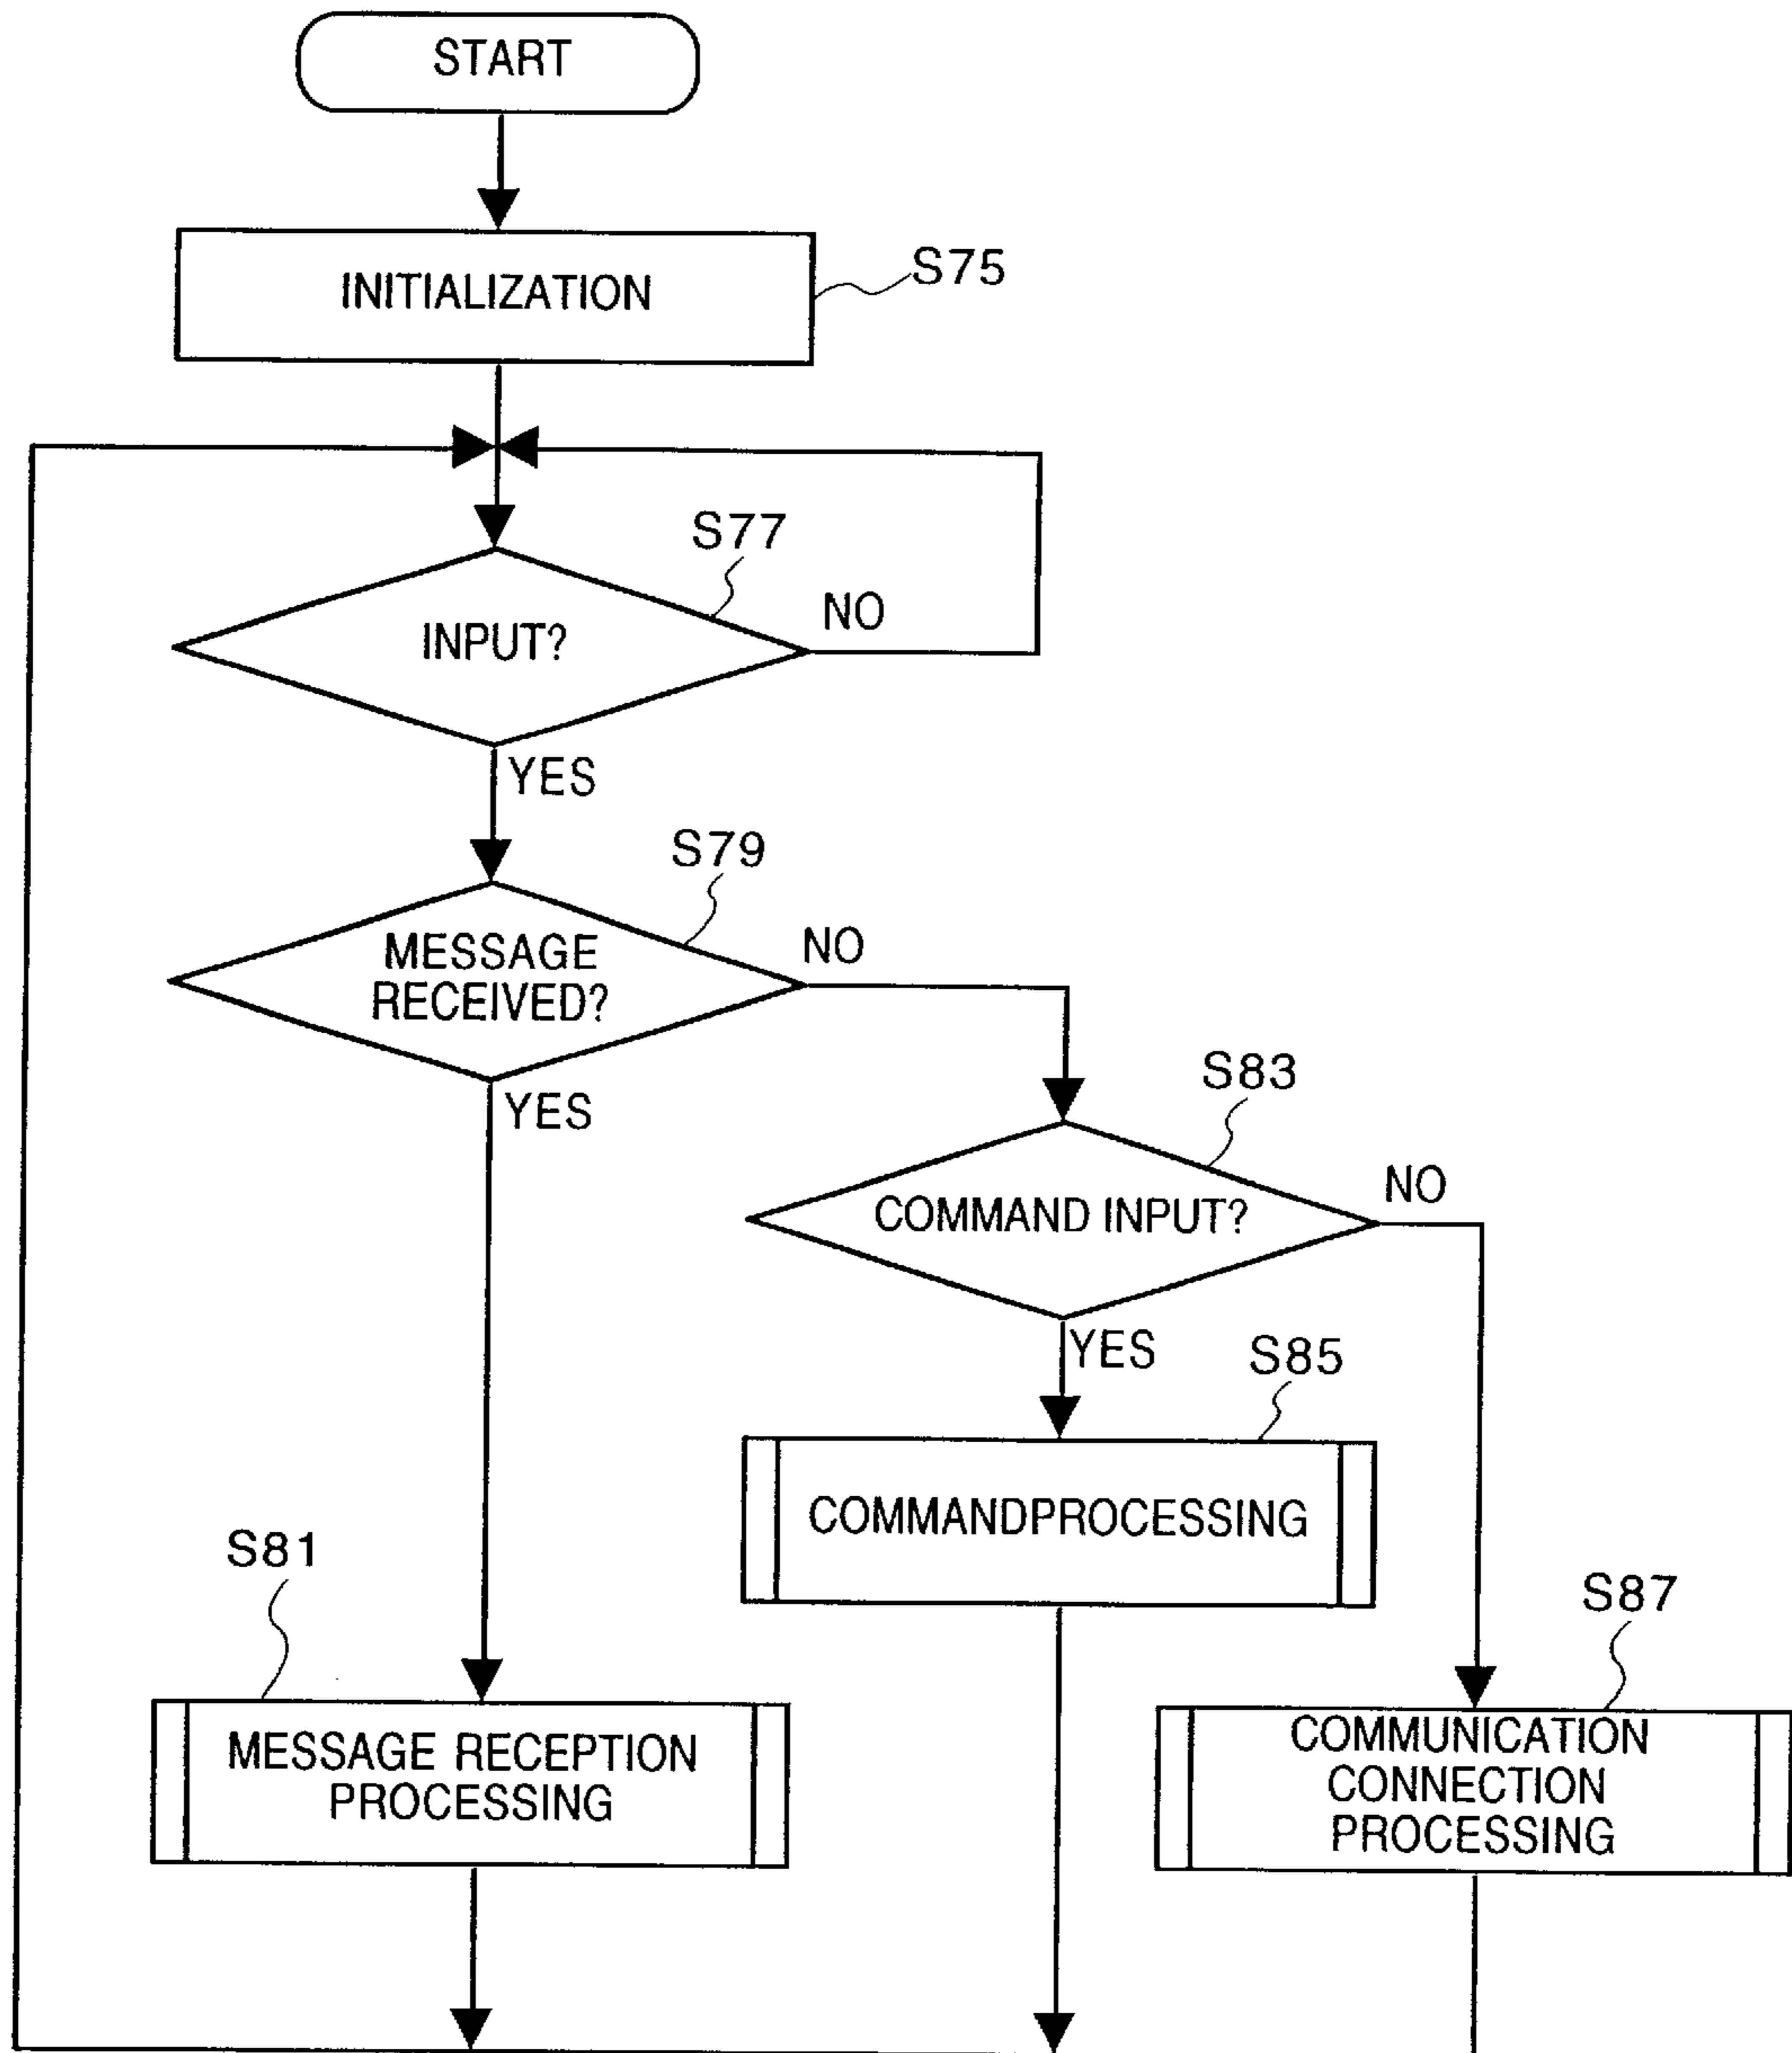 START
INITIALIZATION
S75
S77
INPUT?
NO
YES
S79
MESSAGE
RECEIVED?
NO
YES
S83
COMMAND INPUT?
NO
YES
S85
COMMANDPROCESSING
S81
MESSAGE RECEPTION
PROCESSING
S87
COMMUNICATION
CONNECTION
PROCESSING